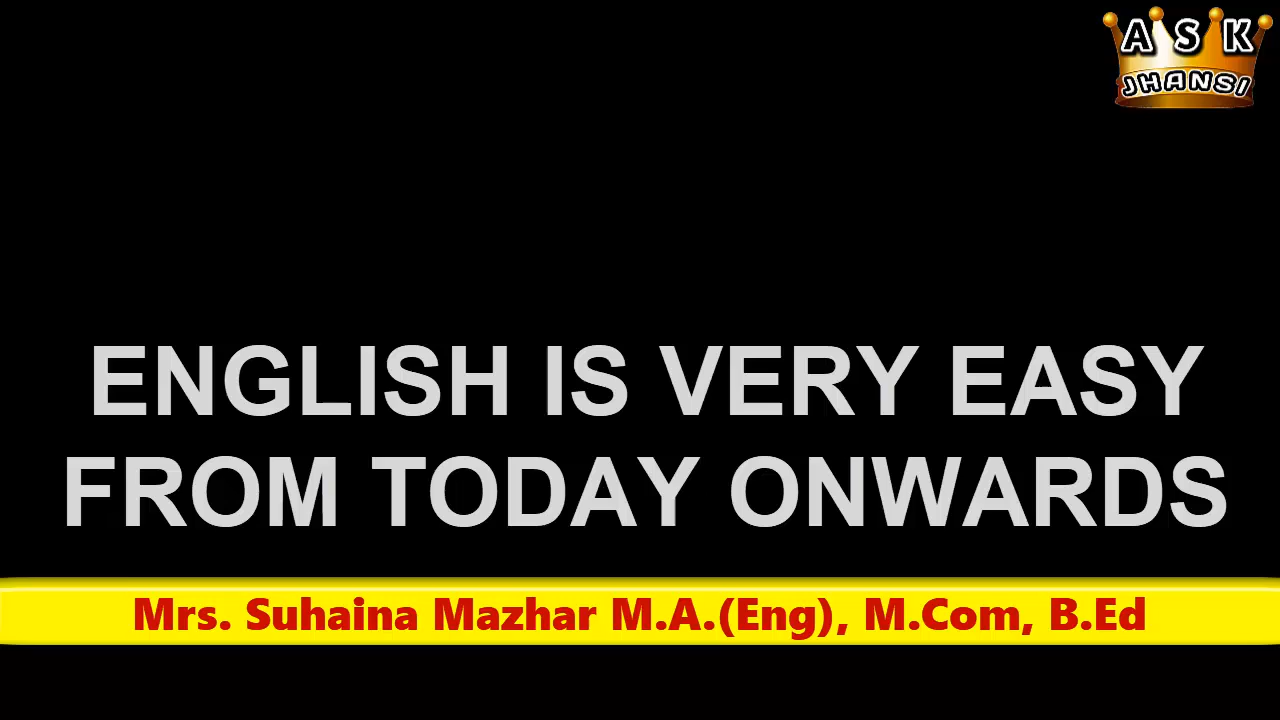 ASK
JHANSI
ENGLISH IS VERY EASY
FROM TODAY ONWARDS
Mrs. Suhaina Mazhar M.A.(Eng), M.Com, B.Ed